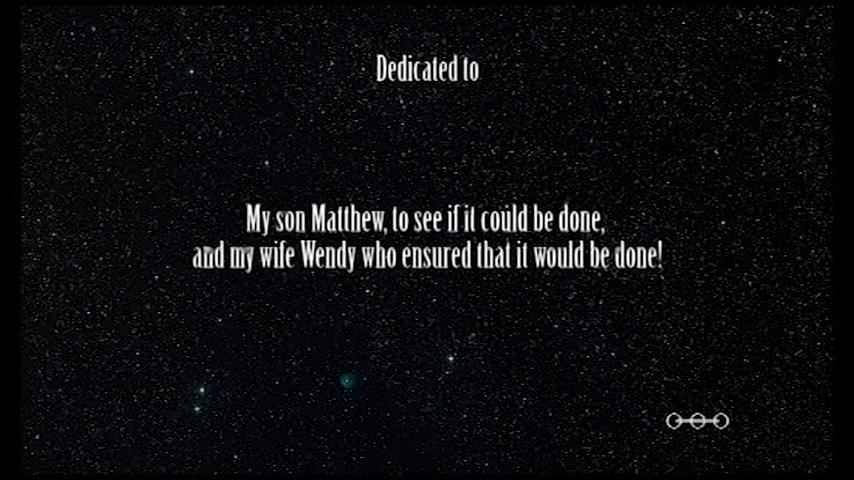 Dedicated to
My son Matthew, to see if it could be done,
and my wife Wendy who ensured that it would be done!